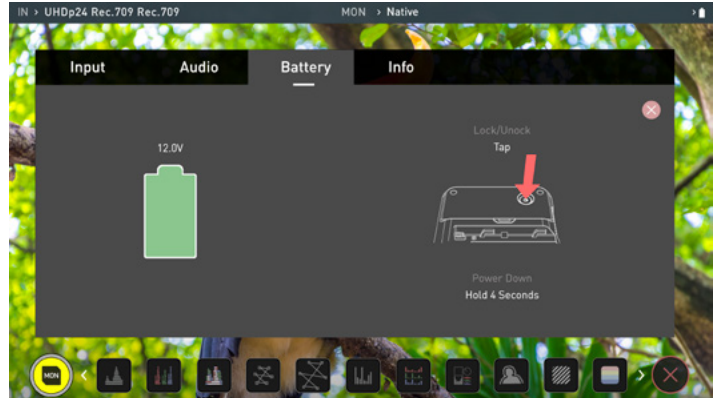 IN > UHDp24 Rec.709 Rec.709
MON > Native
Input Audio Battery Info
12.0V
Lock/Unock
Tap
Power Down
Hold 4 Seconds
MON